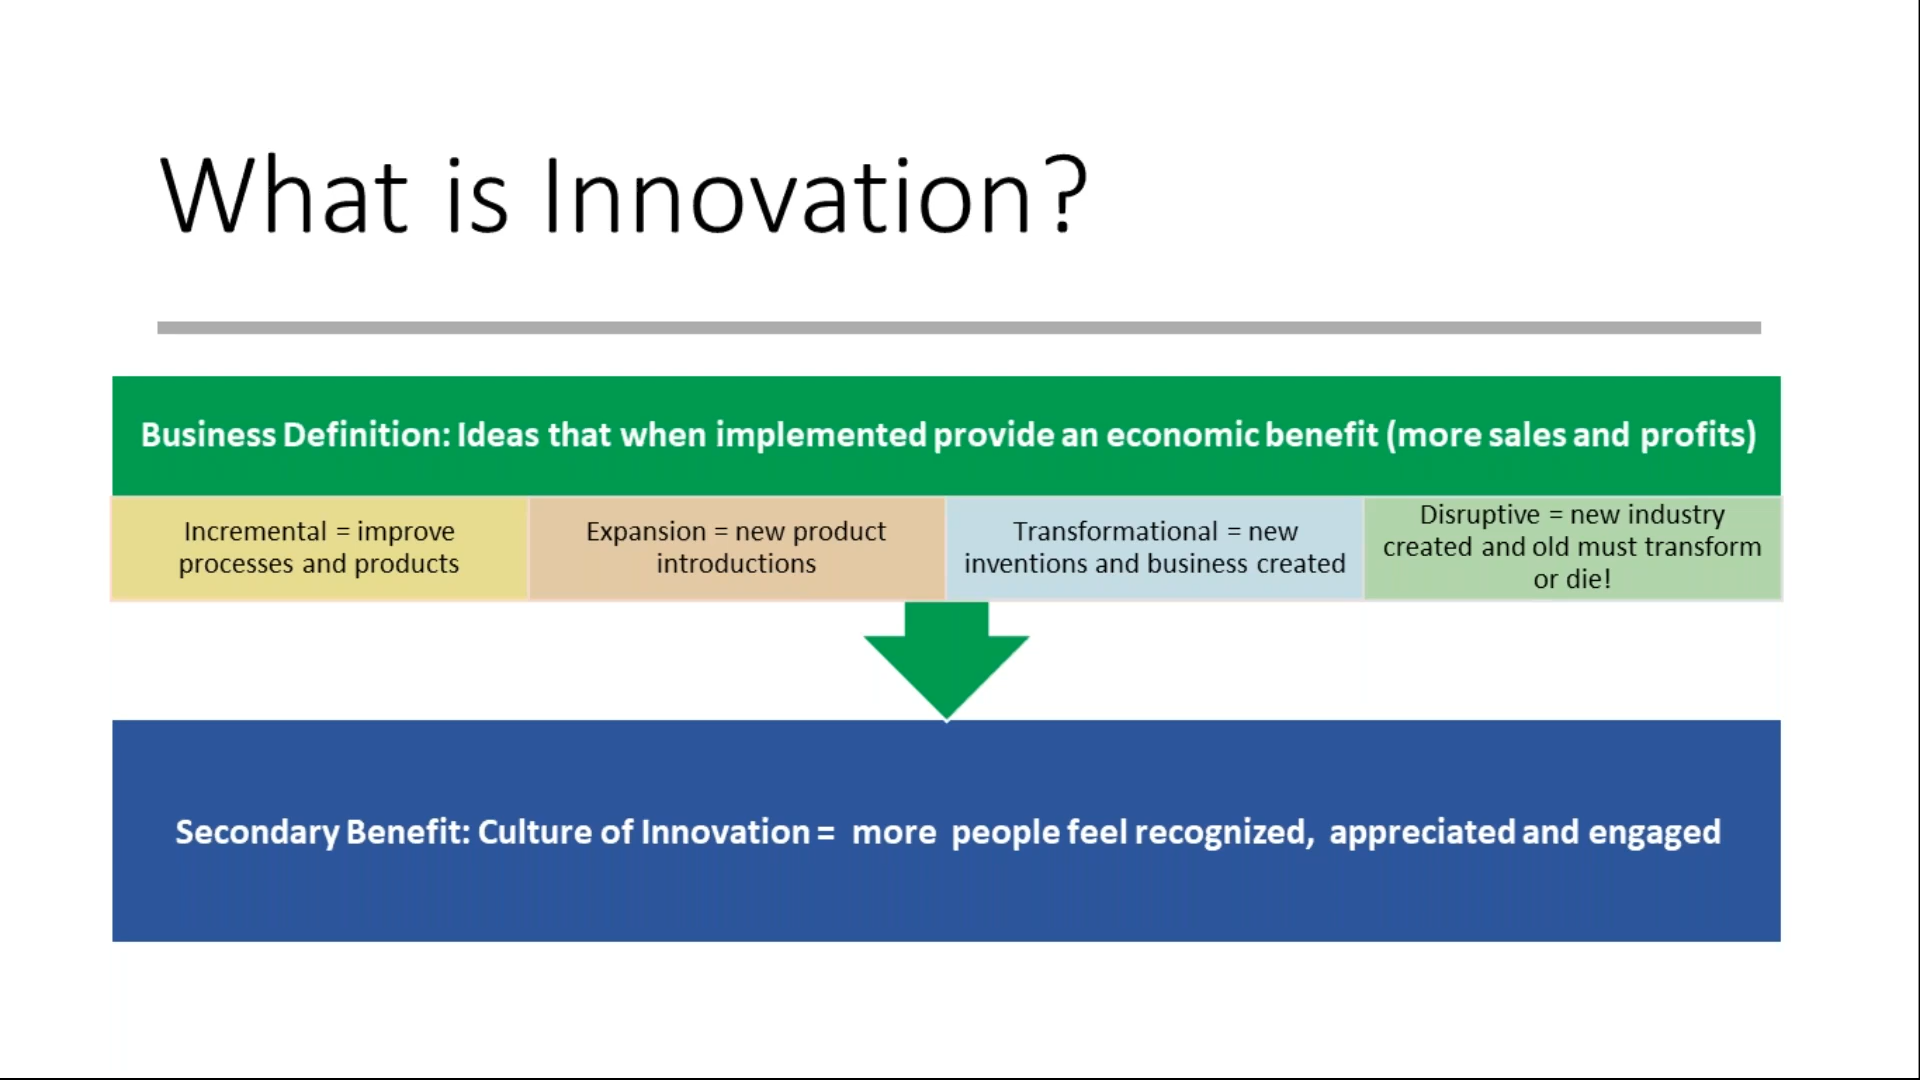 What is Innovation?
Business Definition: Ideas that when implemented provide an economic benefit (more sales and profits)
Incremental = improve
processes and products
Expansion = new product
introductions
Transformational = new
inventions and business created
Disruptive = new industry
created and old must transform
or die!
Secondary Benefit: Culture of Innovation = more people feel recognized, appreciated and engaged